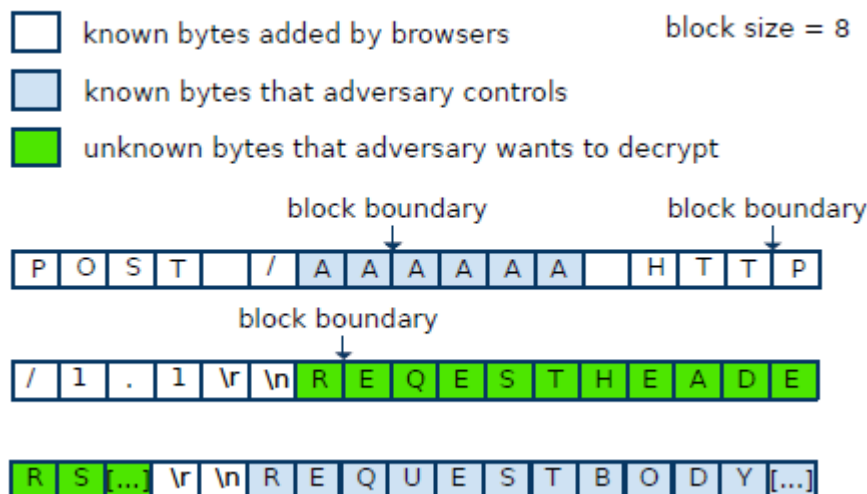 known bytes added by browsers block size = 8
known bytes that adversary controls
unknown bytes that adversary wants to decrypt
block boundary block boundary
P O S T / A A A A A A H T T P
block boundary
/ 1 . 1 \r \n R E Q E S T H E A D E
R S [...] \r \n R E Q U E S T B O D Y [...]